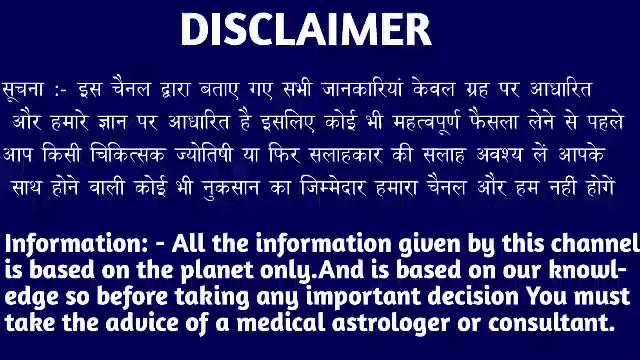 DISCLAIMER
सूचना :- इस चैनल द्वारा बताए गए सभी जानकारियां केवल ग्रह पर आधारित
और हमारे ज्ञान पर आधारित है इसलिए कोई भी महत्वपूर्ण फैसला लेने से पहले
आप किसी चिकित्सक ज्योतिषी या फिर सलाहकार की सलाह अवश्य लें आपके
साथ होने वाली कोई भी नुकसान का जिम्मेदार हमारा चैनल और हम नहीं होगें
Information: - All the information given by this channel
is based on the planet only.And is based on our knowl-
edge so before taking any important decision You must
take the advice of a medical astrologer or consultant.